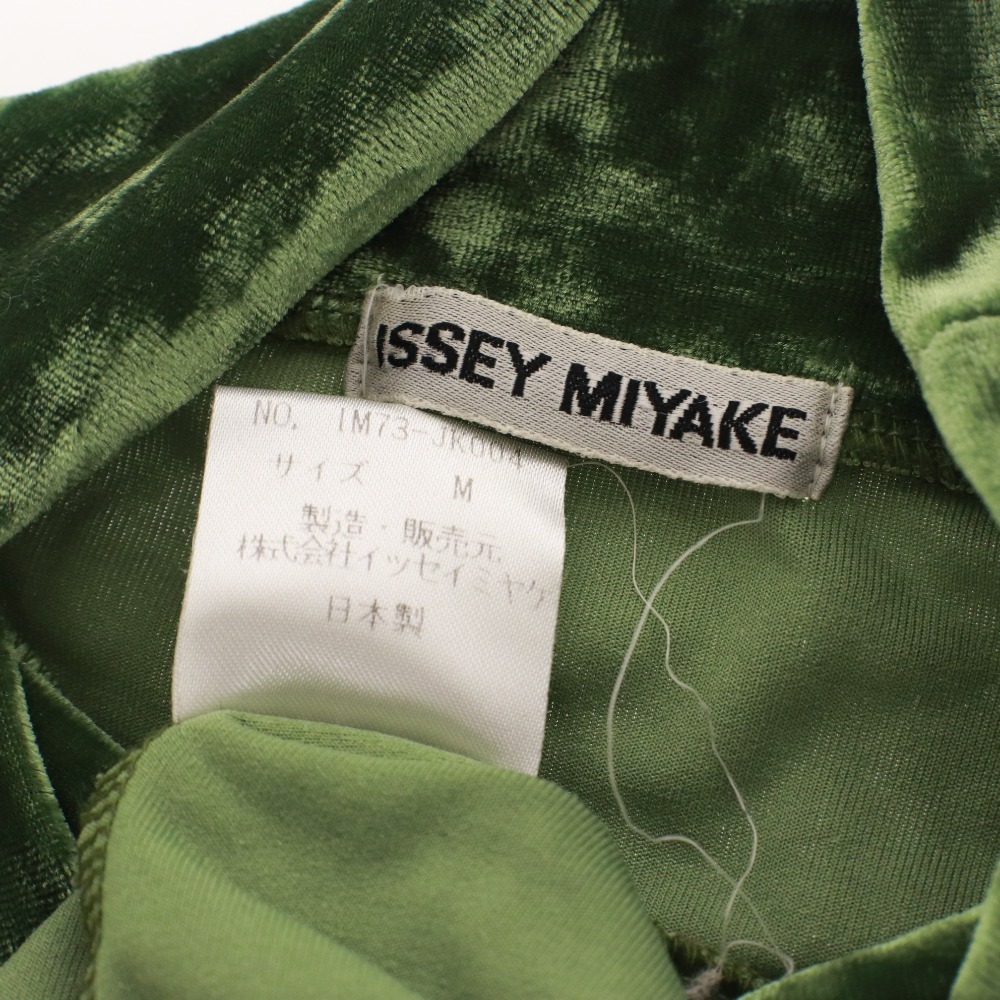 ISSEY MIYAKE
NO. IM73-JK004
サイズ M
製造・販売元
株式会社イッセイミヤケ
日本製